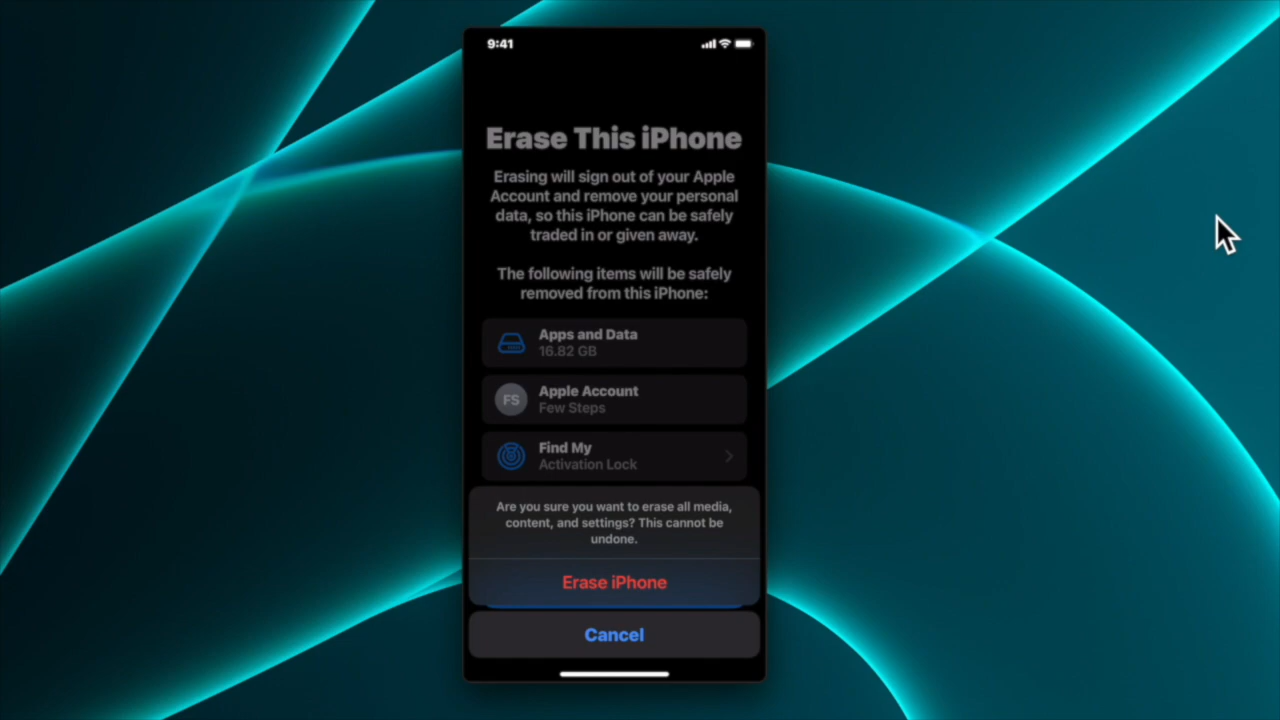 9:41
Erase This iPhone
Erasing will sign out of your Apple
Account and remove your personal
data, so this iPhone can be safely
traded in or given away.
The following items will be safely
removed from this iPhone:
Apps and Data
16.82 GB
FS
Apple Account
Few Steps
Find My
Activation Lock
Are you sure you want to erase all media,
content, and settings? This cannot be
undone.
Erase iPhone
Cancel